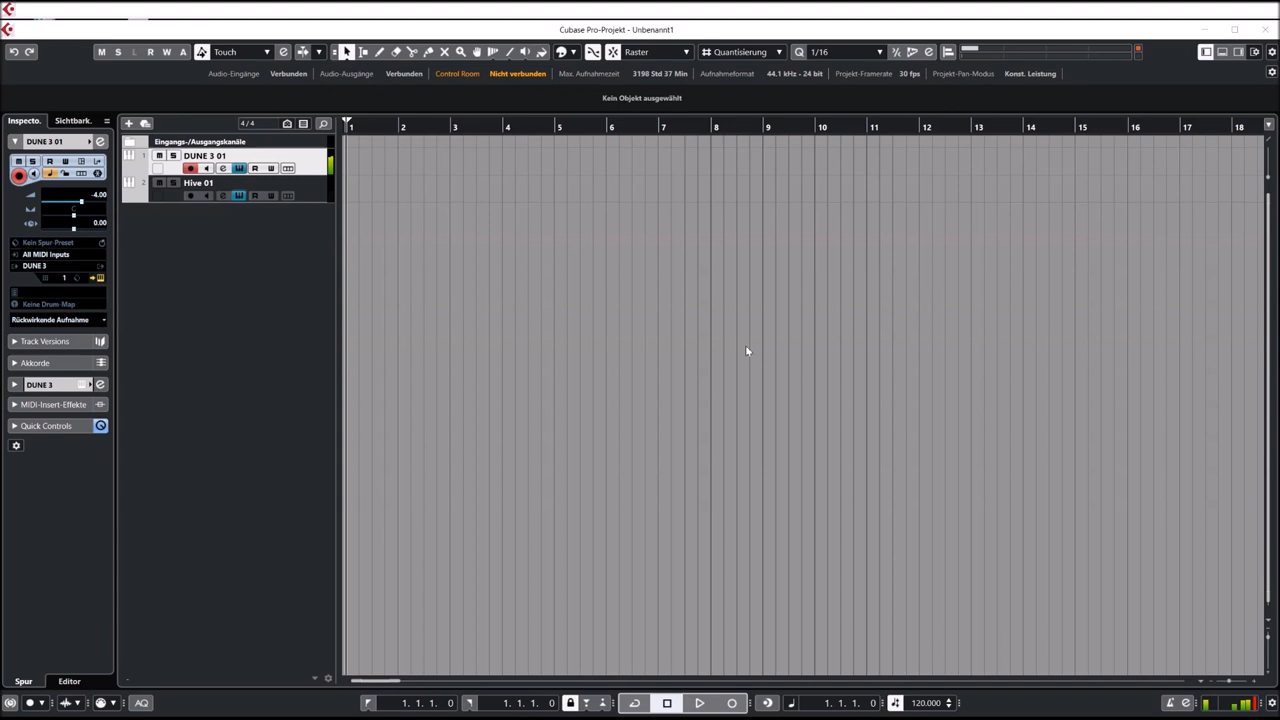 Cubase Pro-Projekt - Unbenannt1
M S L R W A Touch Raster Quantisierung Q 1/16
Audio-Eingänge Verbunden Audio-Ausgänge Verbunden Control Room Nicht verbunden Max. Aufnahmezeit 3198 Std 37 Min Aufnahmeformat 44.1 kHz - 24 bit Projekt-Framerate 30 fps Projekt-Pan-Modus Konst. Leistung
Kein Objekt ausgewählt
Inspecto. Sichtbark. 4 / 4
1 2 3 4 5 6 7 8 9 10 11 12 13 14 15 16 17 18
DUNE 3 01
M S R W
-4.00
C
0.00
Kein Spur-Preset
All MIDI Inputs
DUNE 3
1
Keine Drum-Map
Rückwirkende Aufnahme
Track Versions
Akkorde
DUNE 3
MIDI-Insert-Effekte
Quick Controls
Eingangs-/Ausgangskanäle
1 M S DUNE 3 01
e R W
2 M S Hive 01
e R W
Spur Editor
AQ 1. 1. 1. 0 1. 1. 1. 0 1. 1. 1. 0 120.000